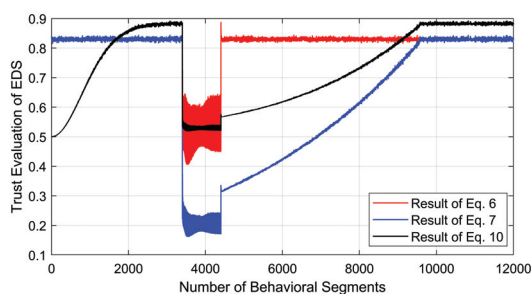 Trust Evaluation of EDS
0.9
0.8
0.7
0.6
0.5
0.4
0.3
0.2
0.1
Result of Eq. 6
Result of Eq. 7
Result of Eq. 10
0 2000 4000 6000 8000 10000 12000
Number of Behavioral Segments